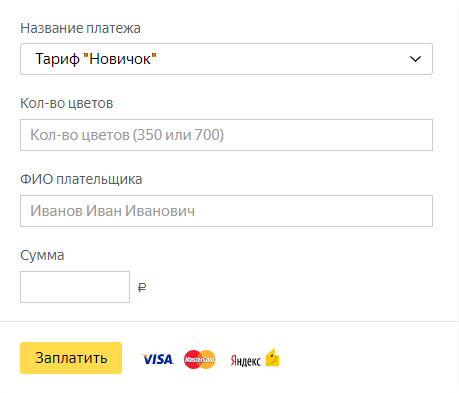 Название платежа
Тариф "Новичок"
Кол-во цветов
Кол-во цветов (350 или 700)
ФИО плательщика
Иванов Иван Иванович
Сумма
₽
Заплатить VISA MasterCard Яндекс